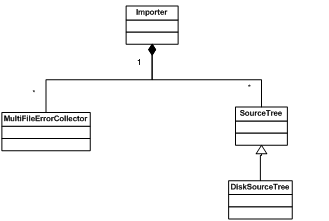 Importer
1
*
*
MultiFileErrorCollector
SourceTree
DiskSourceTree